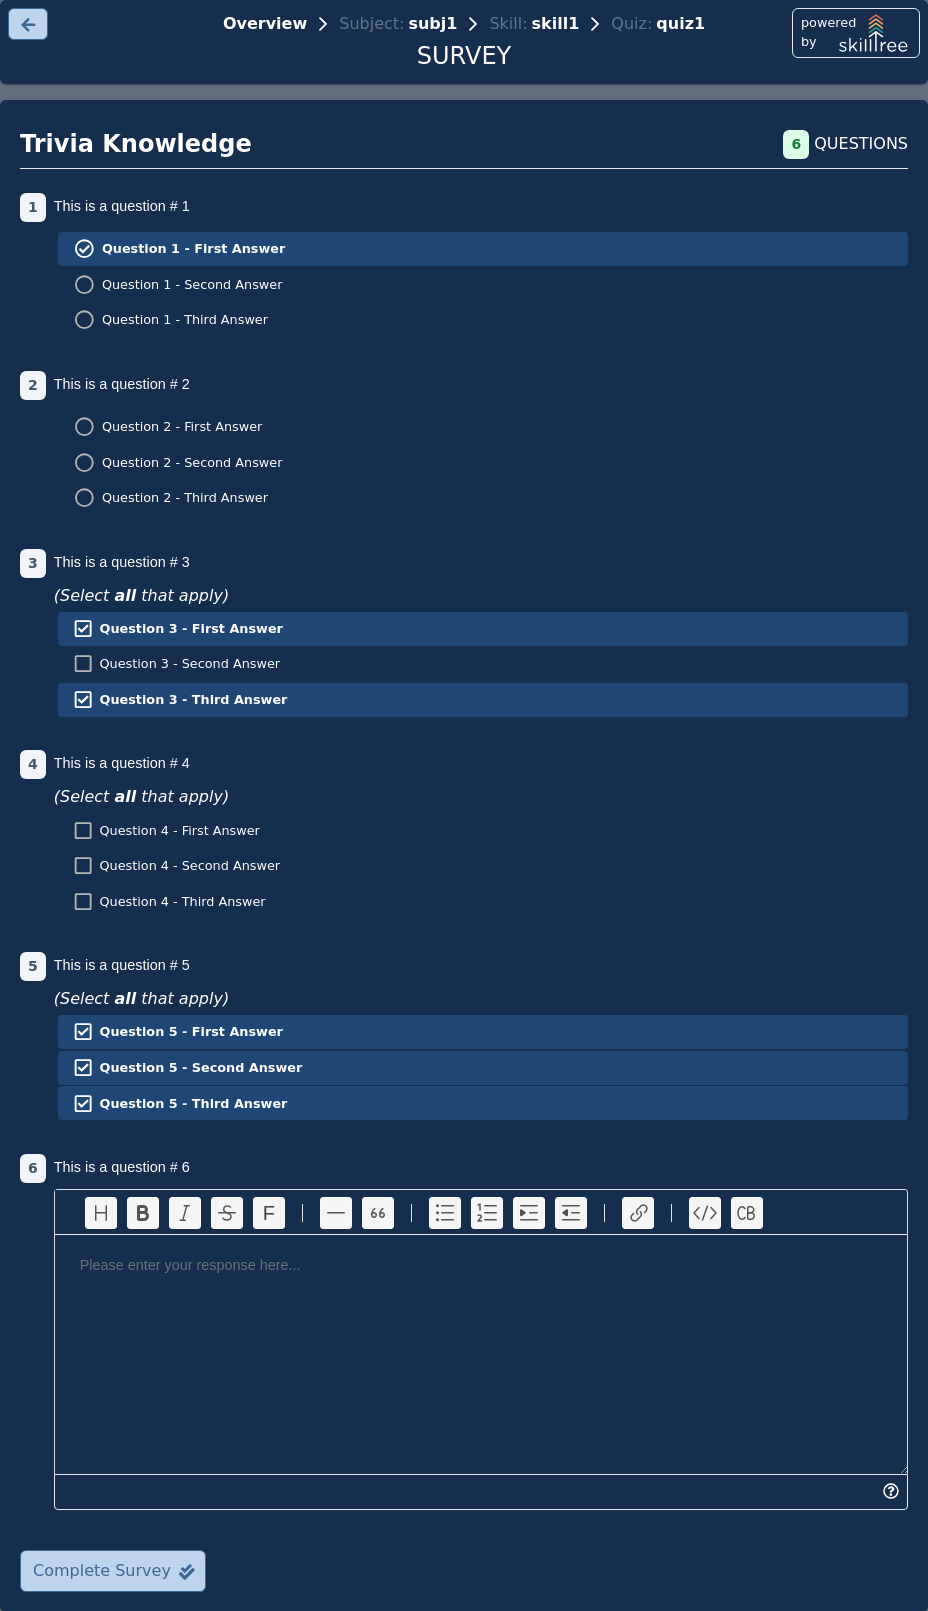 Overview > Subject: subj1 > Skill: skill1 > Quiz: quiz1
SURVEY
powered
by skilltree
Trivia Knowledge
6 QUESTIONS
1 This is a question # 1
Question 1 - First Answer
Question 1 - Second Answer
Question 1 - Third Answer
2 This is a question # 2
Question 2 - First Answer
Question 2 - Second Answer
Question 2 - Third Answer
3 This is a question # 3
(Select all that apply)
Question 3 - First Answer
Question 3 - Second Answer
Question 3 - Third Answer
4 This is a question # 4
(Select all that apply)
Question 4 - First Answer
Question 4 - Second Answer
Question 4 - Third Answer
5 This is a question # 5
(Select all that apply)
Question 5 - First Answer
Question 5 - Second Answer
Question 5 - Third Answer
6 This is a question # 6
H B I S F — 66 </> CB
Please enter your response here...
Complete Survey